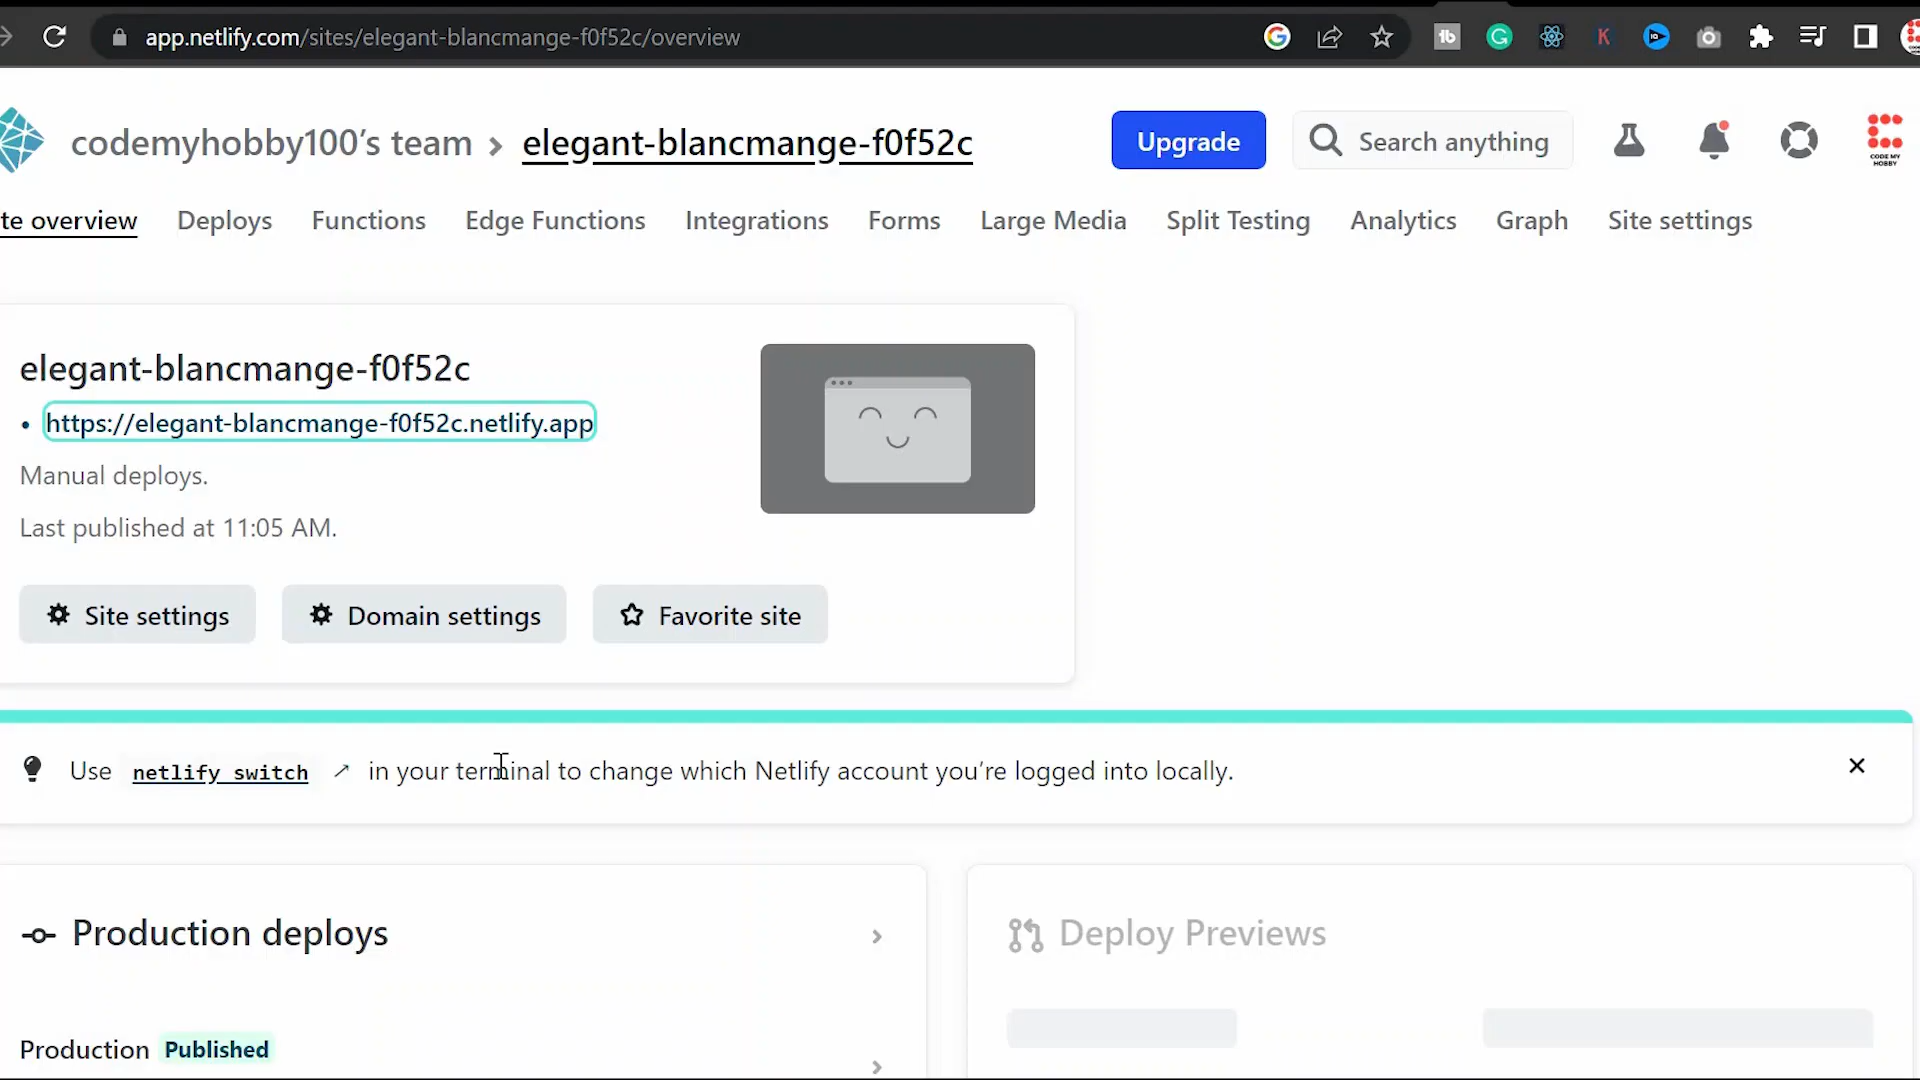 app.netlify.com/sites/elegant-blancmange-f0f52c/overview
codemyhobby100's team › elegant-blancmange-f0f52c
Upgrade
Search anything
CODE MY
HOBBY
te overview Deploys Functions Edge Functions Integrations Forms Large Media Split Testing Analytics Graph Site settings
elegant-blancmange-f0f52c
• https://elegant-blancmange-f0f52c.netlify.app
Manual deploys.
Last published at 11:05 AM.
Site settings Domain settings Favorite site
Use netlify switch in your terminal to change which Netlify account you're logged into locally.
Production deploys
Deploy Previews
Production Published